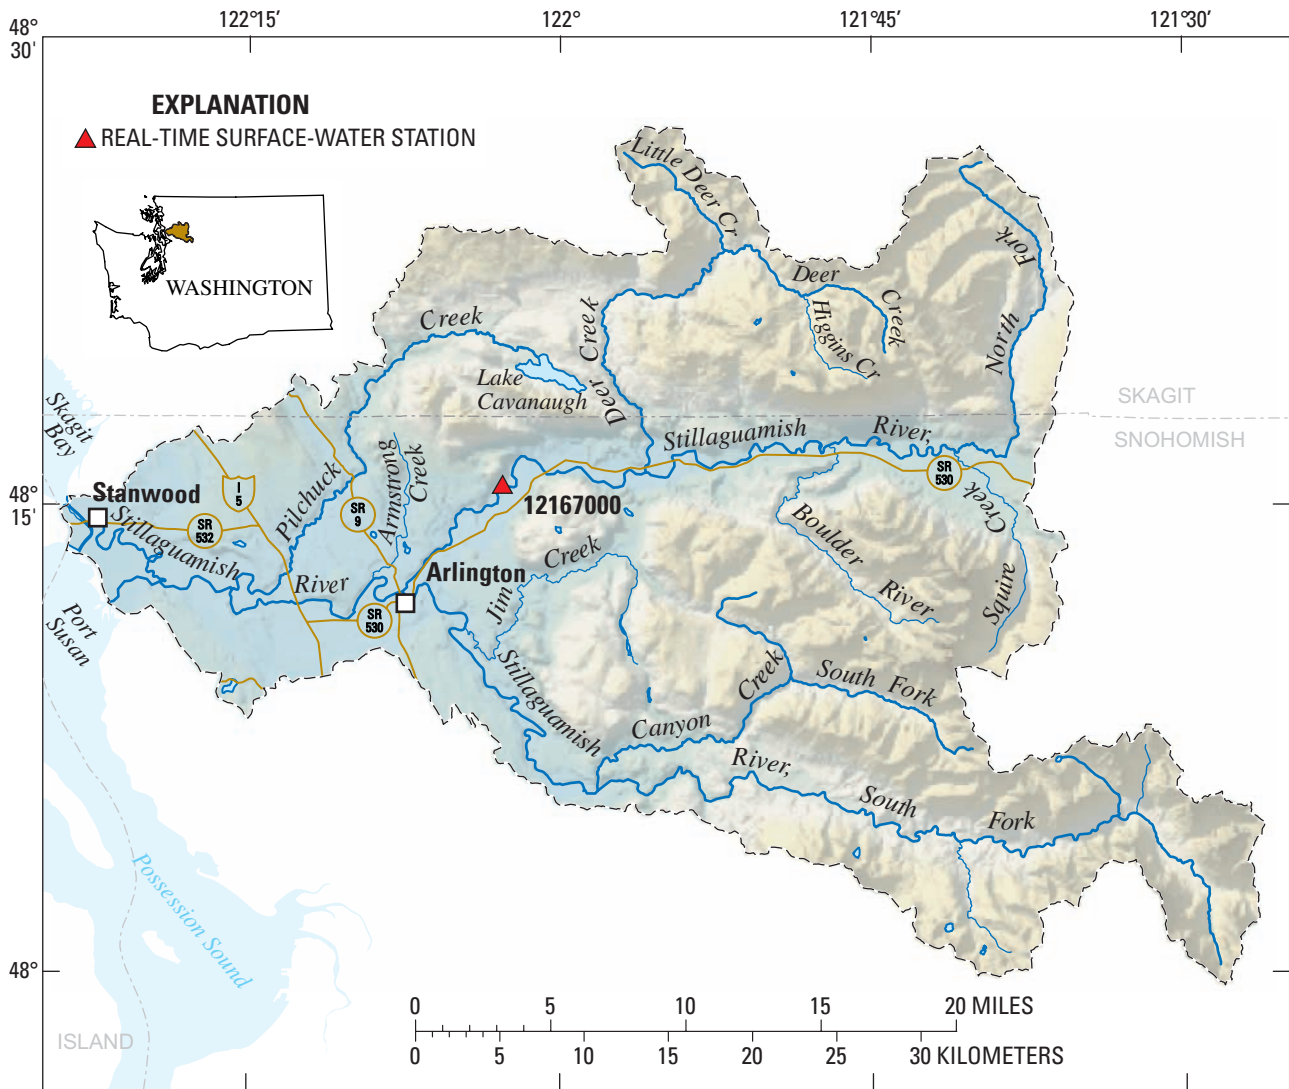 122°15′
122°
121°45′
121°30′
48°
30'
EXPLANATION
REAL-TIME SURFACE-WATER STATION
WASHINGTON
Little Deer Cr
Deer
Creek
Higgins Cr
North
Fork
Creek
Lake
Cavanaugh
Deer Creek
Skagit
Bay
SKAGIT
SNOHOMISH
Stillaguamish
River,
Pilchuck
Armstrong
Creek
I
5
SR
9
SR
530
Stanwood
48°
15'
SR
532
12167000
Stillaguamish
River
Arlington
Jim
Creek
Boulder
River
Creek
Squire
SR
530
Port
Susan
Stillaguamish
Creek
South Fork
Canyon
River,
South
Fork
Possession Sound
48°
ISLAND
0 5 10 15 20 MILES
0 5 10 15 20 25 30 KILOMETERS